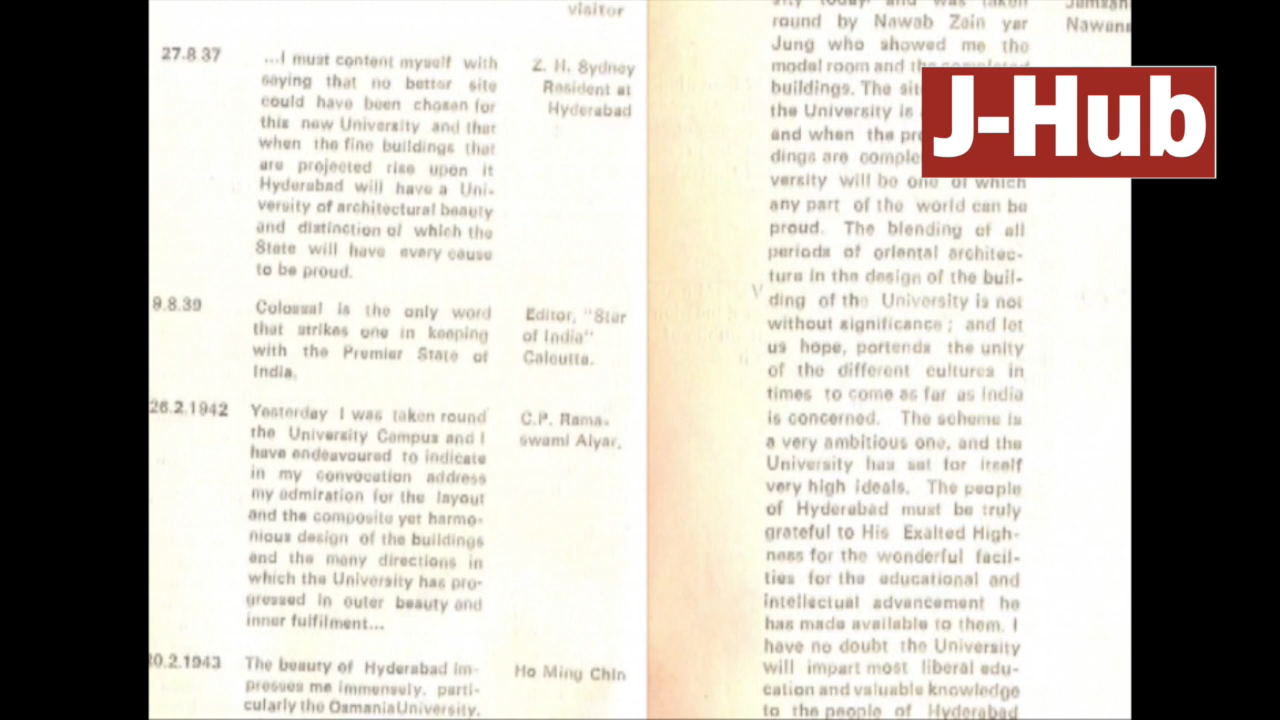 visitor
27.8 37
...I must content myself with
saying that no better site
could have been chosen for
this new University and that
when the fine buildings that
are projected rise upon it
Hyderabad will have a Uni-
versity of architectural beauty
and distinction of which the
State will have every cause
to be proud.
Z. H. Sydney
Resident at
Hyderabad
9.8.39
Colossal is the only word
that strikes one in keeping
with the Premier State of
India.
Editor, "Star
of India"
Calcutta.
26.2.1942
Yesterday I was taken round
the University Campus and I
have endeavoured to indicate
in my convocation address
my admiration for the layout
and the composite yet harmo-
nious design of the buildings
and the many directions in
which the University has pro-
gressed in outer beauty and
inner fulfilment...
C.P. Rama-
swami Aiyar.
0.2.1943
The beauty of Hyderabad im-
presses me immensely, parti-
cularly the Osmania University.
Ho Ming Chin
sity today, and was taken
round by Nawab Zain yar
Jung who showed me the
model room and the completed
buildings. The
the University is
and when the
dings are
versity will be one of which
any part of the world can be
proud. The blending of all
periods of oriental architec-
ture in the design of the buil-
ding of the University is not
without significance; and let
us hope, portends the unity
of the different cultures in
times to come as far as India
is concerned. The scheme is
a very ambitious one, and the
University has set for itself
very high ideals. The people
of Hyderabad must be truly
grateful to His Exalted High-
ness for the wonderful facil-
ities for the educational and
intellectual advancement he
has made available to them. I
have no doubt the University
will impart most liberal edu-
cation and valuable knowledge
to the people of Hyderabad
J-Hub